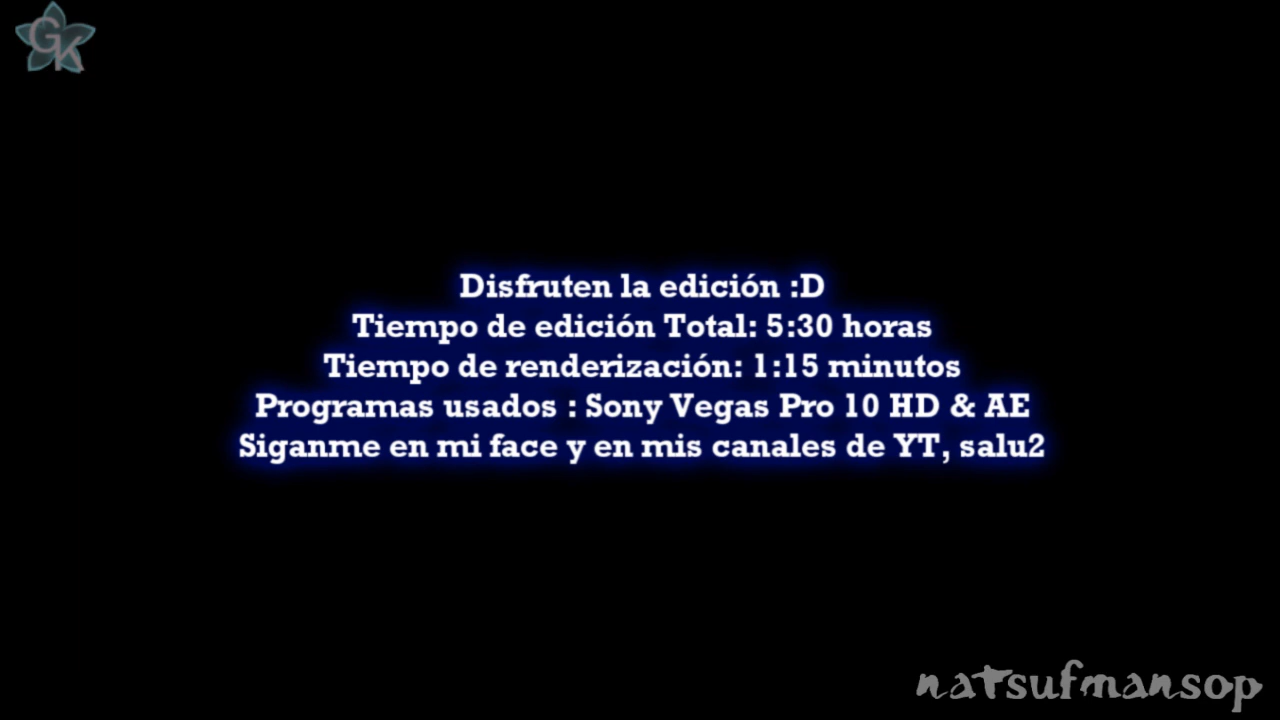 GK
Disfruten la edición :D
Tiempo de edición Total: 5:30 horas
Tiempo de renderización: 1:15 minutos
Programas usados : Sony Vegas Pro 10 HD & AE
Siganme en mi face y en mis canales de YT, salu2
natsufmansop